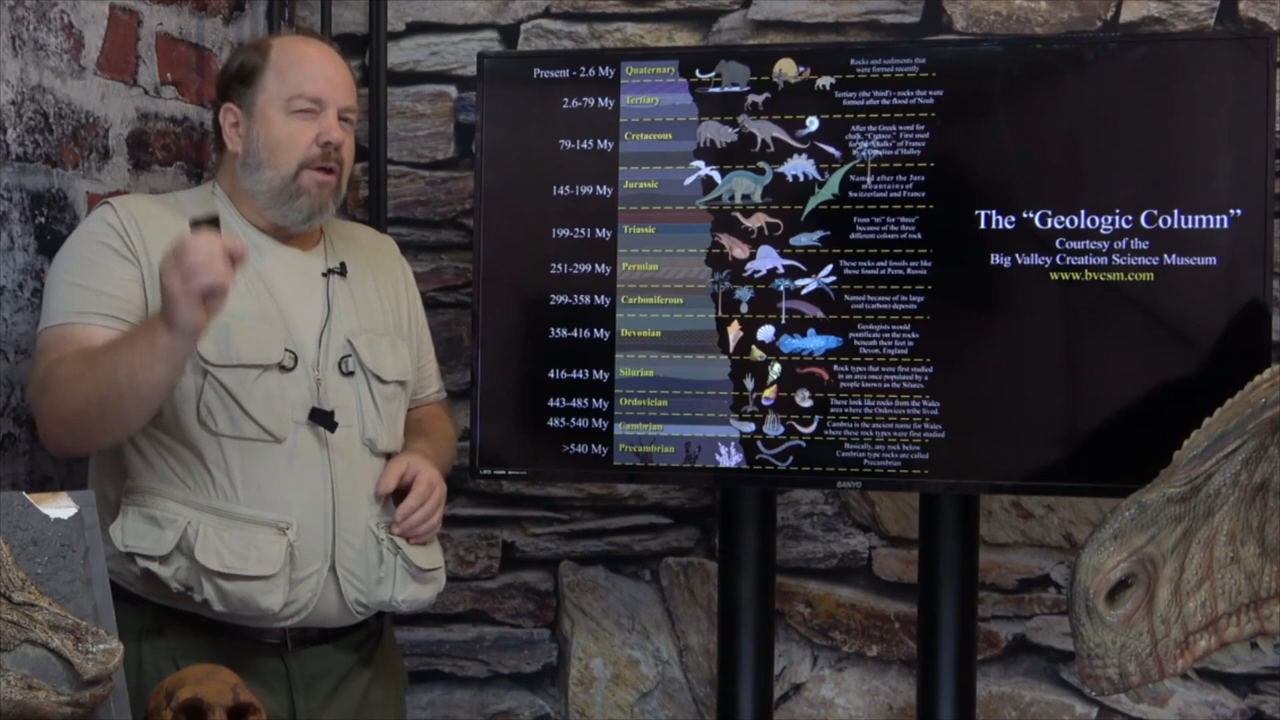 Present - 2.6 My
Quaternary
Rocks and sediments that
were formed recently
2.6-79 My
Tertiary
Tertiary (the 'third') - rocks that were
formed after the flood of Noah
79-145 My
Cretaceous
After the Greek word for
chalk, "Cretace." First used
for the "chalks" of France
by d'Omalius d'Halloy
145-199 My
Jurassic
Named after the Jura
mountains of
Switzerland and France
199-251 My
Triassic
From "tri" for "three"
because of the three
different colours of rock
251-299 My
Permian
These rocks and fossils are like
those found at Perm, Russia
299-358 My
Carboniferous
Named because of its large
coal (carbon) deposits
358-416 My
Devonian
Geologists would
pontificate on the rocks
beneath their feet in
Devon, England
416-443 My
Silurian
Rock types that were first studied
in an area once populated by a
people known as the Silures.
443-485 My
Ordovician
These look like rocks from the Wales
area where the Ordovices tribe lived.
485-540 My
Cambrian
Cambria is the ancient name for Wales
where these rock types were first studied
>540 My
Precambrian
Basically, any rock below
Cambrian type rocks are called
Precambrian
The "Geologic Column"
Courtesy of the
Big Valley Creation Science Museum
www.bvcsm.com
SANYO